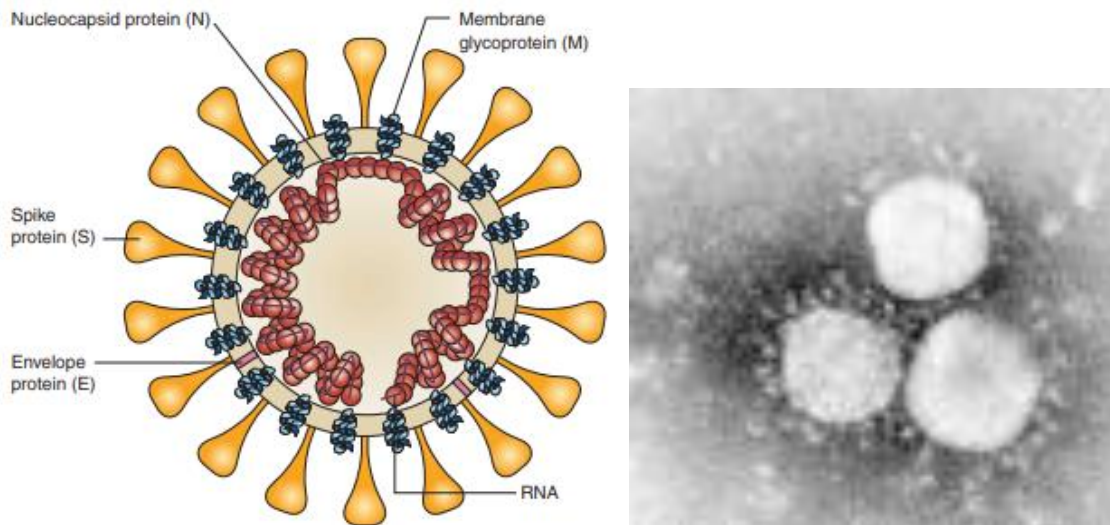 Nucleocapsid protein (N)
Membrane
glycoprotein (M)
Spike
protein (S)
Envelope
protein (E)
RNA